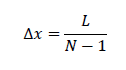 Δx = L / (N − 1)